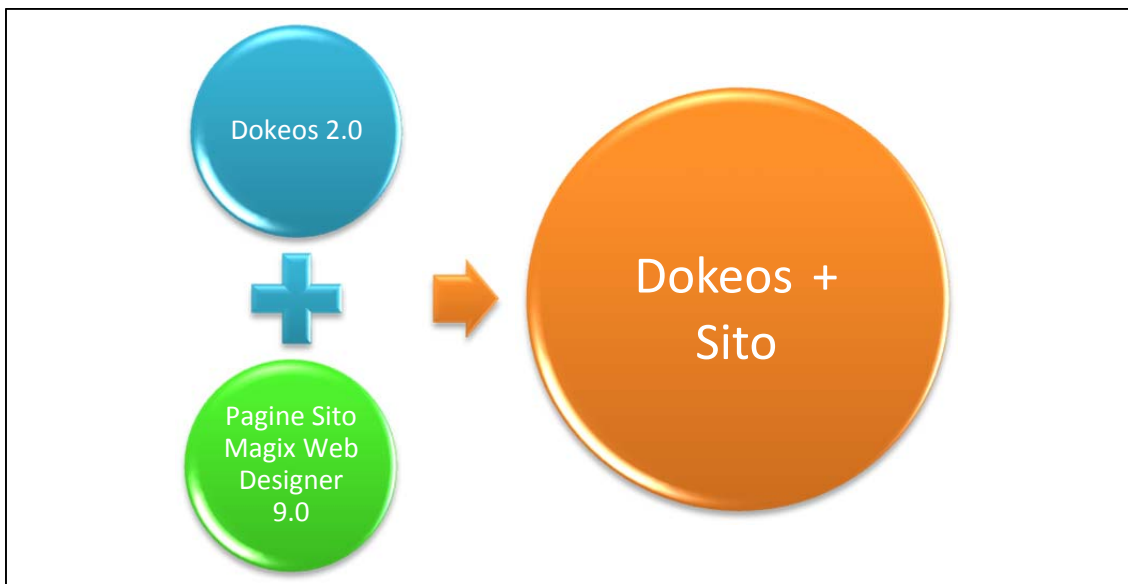 Dokeos 2.0
Pagine Sito
Magix Web
Designer
9.0
Dokeos +
Sito